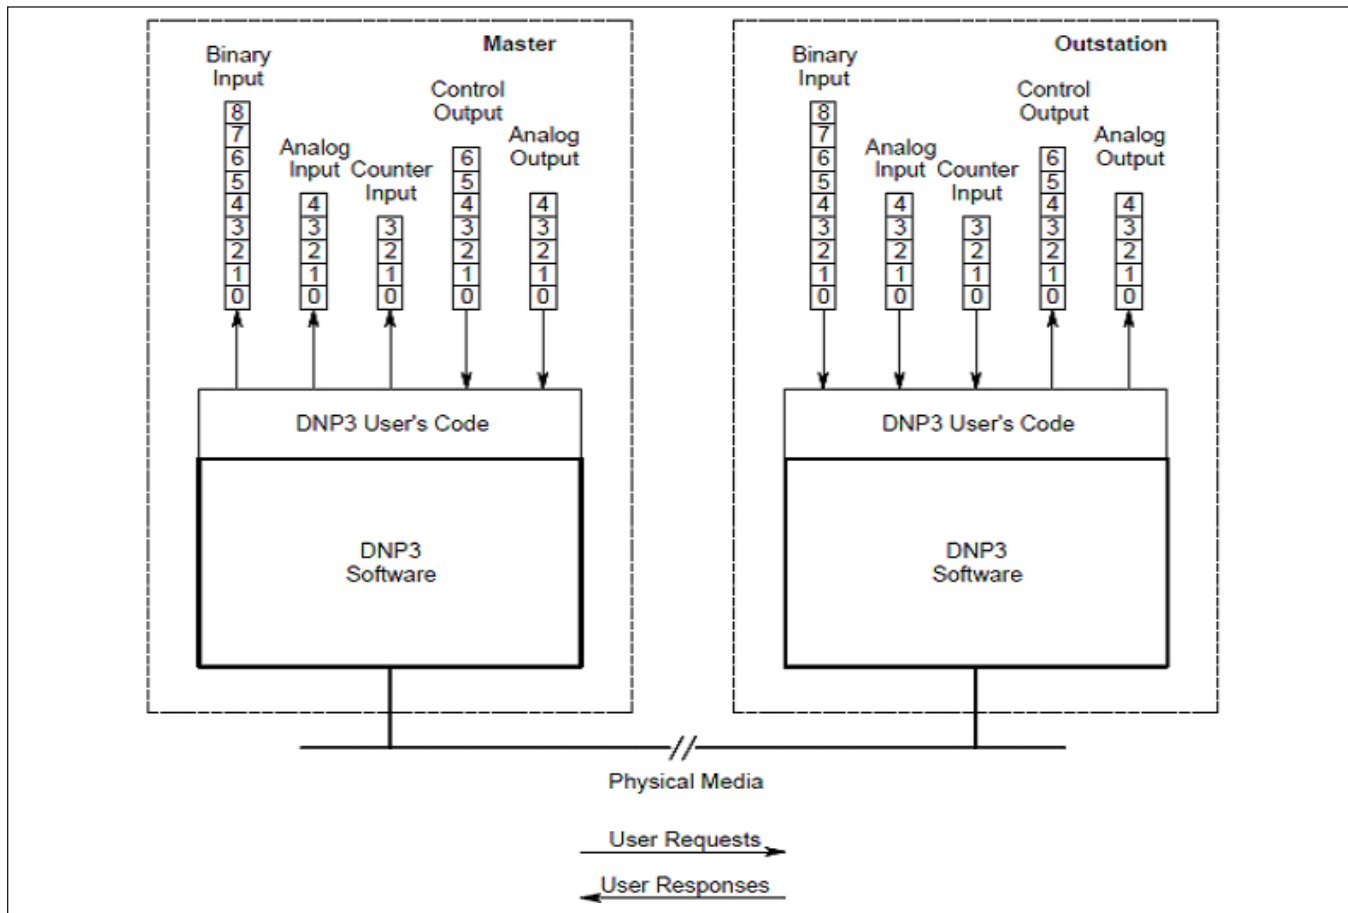 Master
Binary
Input
8
7
6
5
4
3
2
1
0
Analog
Input
4
3
2
1
0
Counter
Input
3
2
1
0
Control
Output
6
5
4
3
2
1
0
Analog
Output
4
3
2
1
0
DNP3 User's Code
DNP3
Software
Outstation
Binary
Input
8
7
6
5
4
3
2
1
0
Analog
Input
4
3
2
1
0
Counter
Input
3
2
1
0
Control
Output
6
5
4
3
2
1
0
Analog
Output
4
3
2
1
0
DNP3 User's Code
DNP3
Software
Physical Media
User Requests
User Responses